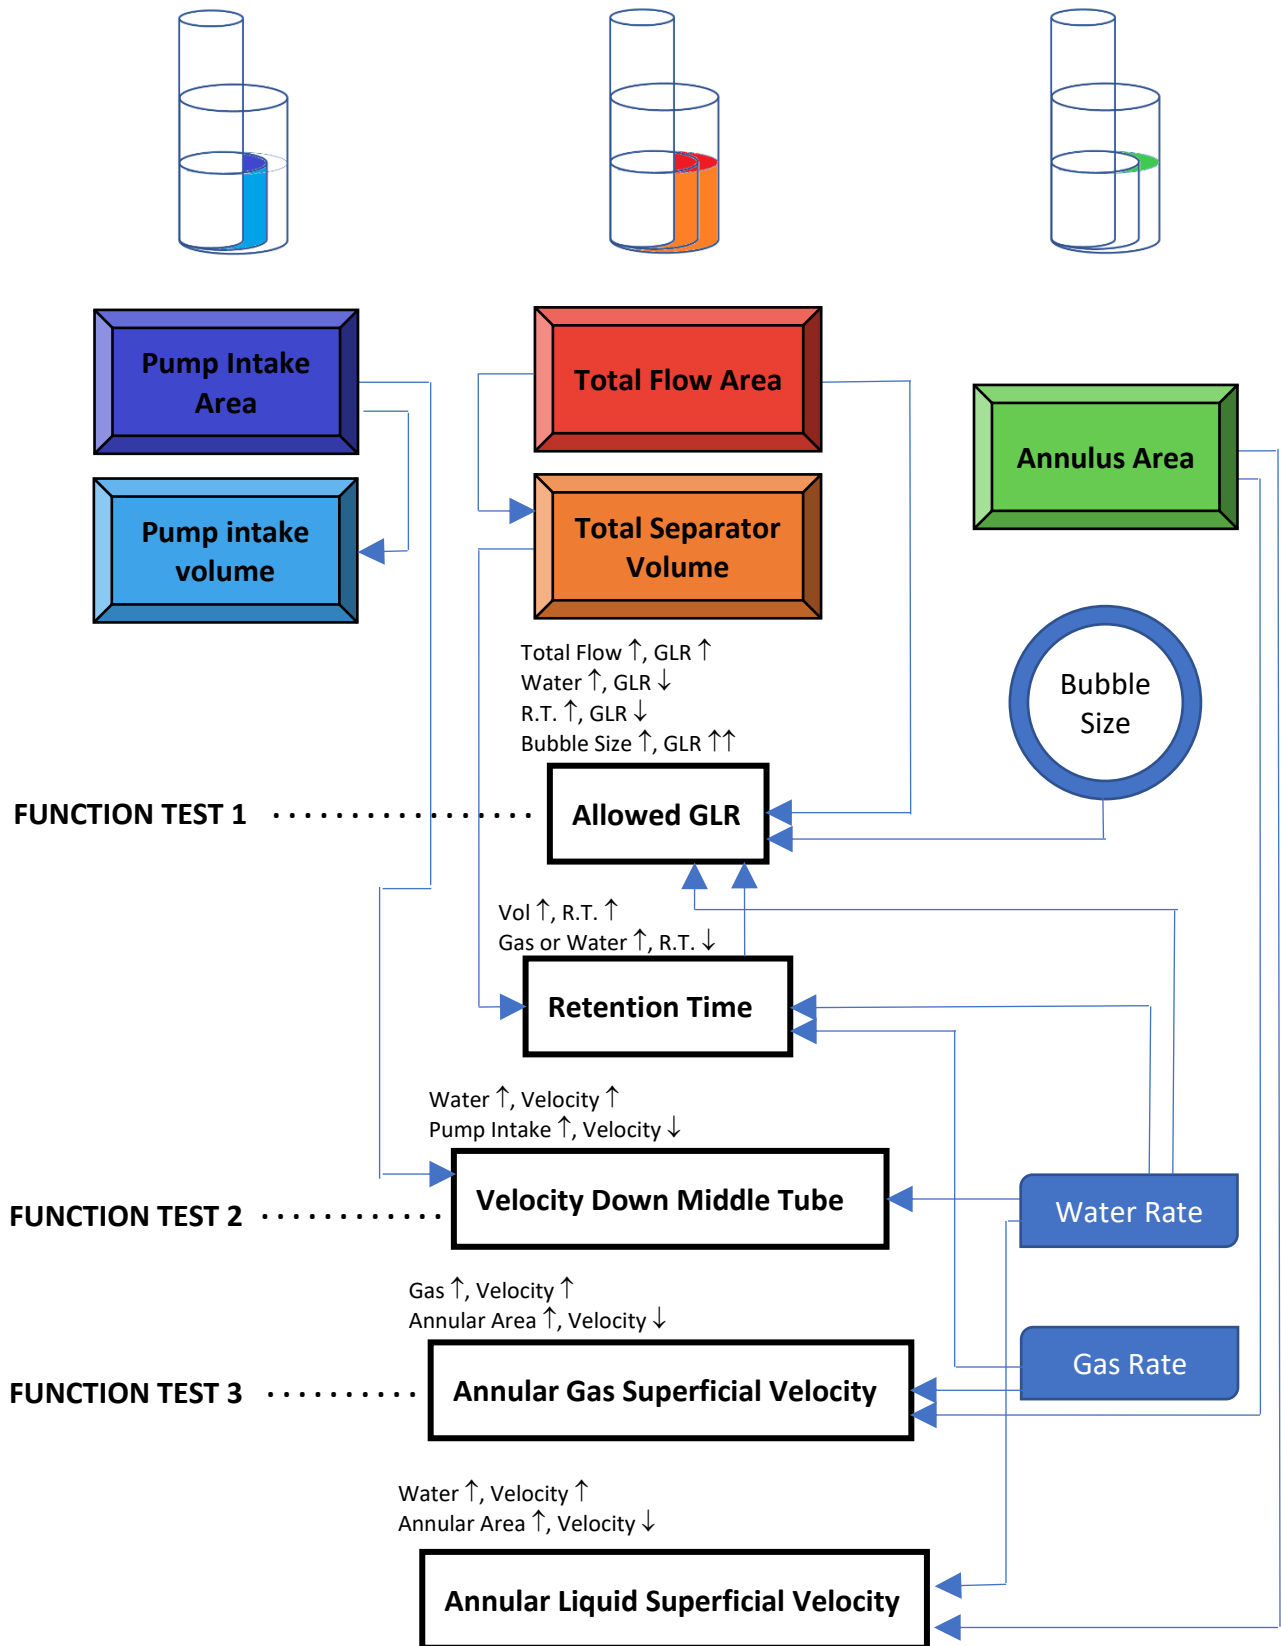 Pump Intake
Area
Total Flow Area
Annulus Area
Pump intake
volume
Total Separator
Volume
Bubble
Size
Total Flow ↑, GLR ↑
Water ↑, GLR ↓
R.T. ↑, GLR ↓
Bubble Size ↑, GLR ↑↑
FUNCTION TEST 1 ..................
Allowed GLR
Vol ↑, R.T. ↑
Gas or Water ↑, R.T. ↓
Retention Time
Water ↑, Velocity ↑
Pump Intake ↑, Velocity ↓
Velocity Down Middle Tube
FUNCTION TEST 2 .............
Water Rate
Gas ↑, Velocity ↑
Annular Area ↑, Velocity ↓
Gas Rate
FUNCTION TEST 3 ...........
Annular Gas Superficial Velocity
Water ↑, Velocity ↑
Annular Area ↑, Velocity ↓
Annular Liquid Superficial Velocity